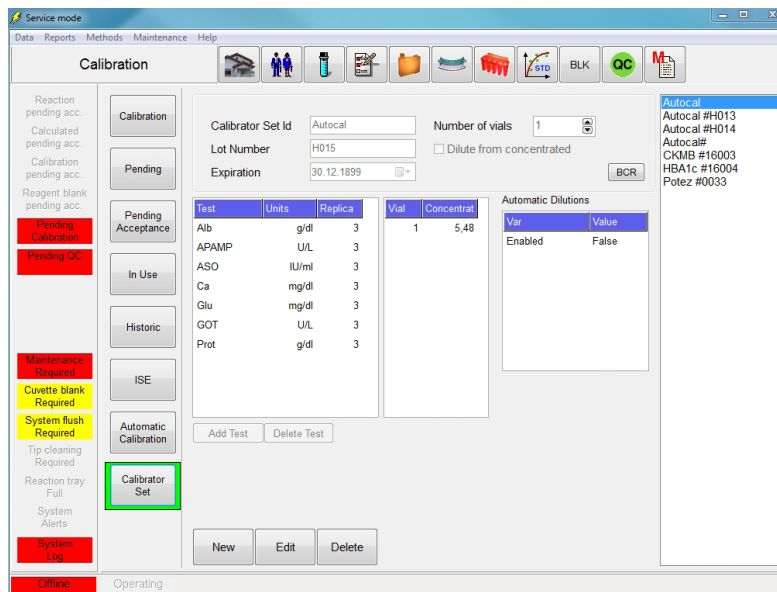 Service mode
Data Reports Methods Maintenance Help
Calibration
STD
BLK
QC
M
Reaction
pending acc.
Calculated
pending acc.
Calibration
pending acc.
Reagent blank
pending acc.
Pending
Calibration
Pending QC
Maintenance
Required
Cuvette blank
Required
System flush
Required
Tip cleaning
Required
Reaction tray
Full
System
Alerts
System
Log
Calibration
Pending
Pending
Acceptance
In Use
Historic
ISE
Automatic
Calibration
Calibrator
Set
Calibrator Set Id Autocal Number of vials 1
Lot Number H015 Dilute from concentrated
Expiration 30.12.1899 BCR
Test Units Replica
Alb g/dl 3
APAMP U/L 3
ASO IU/ml 3
Ca mg/dl 3
Glu mg/dl 3
GOT U/L 3
Prot g/dl 3
Vial Concentrat
1 5,48
Automatic Dilutions
Var Value
Enabled False
Add Test Delete Test
New Edit Delete
Autocal
Autocal #H013
Autocal #H014
Autocal#
CKMB #16003
HBA1c #16004
Potez #0033
Offline Operating